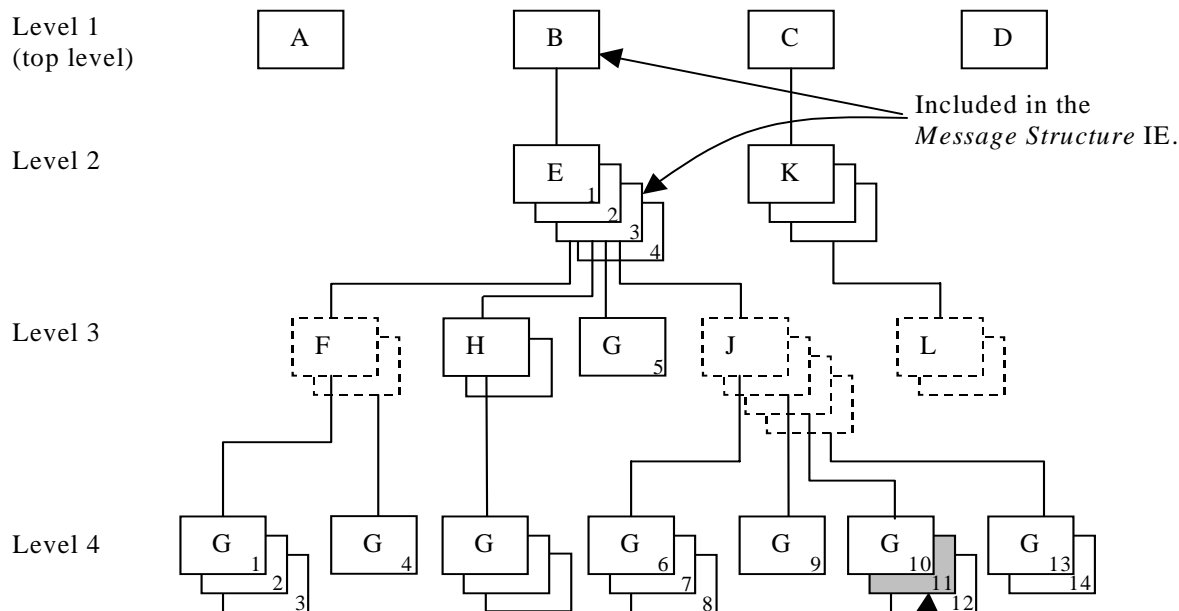 Level 1
(top level)
A
B
C
D
Included in the
Message Structure IE.
Level 2
E
1
2
3
4
K
Level 3
F
H
G
5
J
L
Level 4
G
1
2
3
G
4
G
G
6
7
8
G
9
G
10
11
12
G
13
14